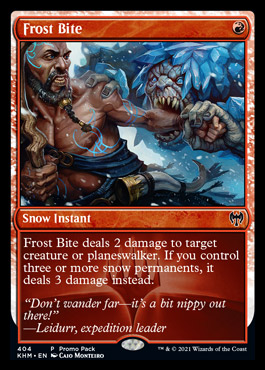 Frost Bite
Snow Instant
Frost Bite deals 2 damage to target
creature or planeswalker. If you control
three or more snow permanents, it
deals 3 damage instead.
“Don't wander far—it's a bit nippy out
there!”
—Leidurr, expedition leader
404 P Promo Pack
KHM • EN Caio Monteiro
™ & © 2021 Wizards of the Coast